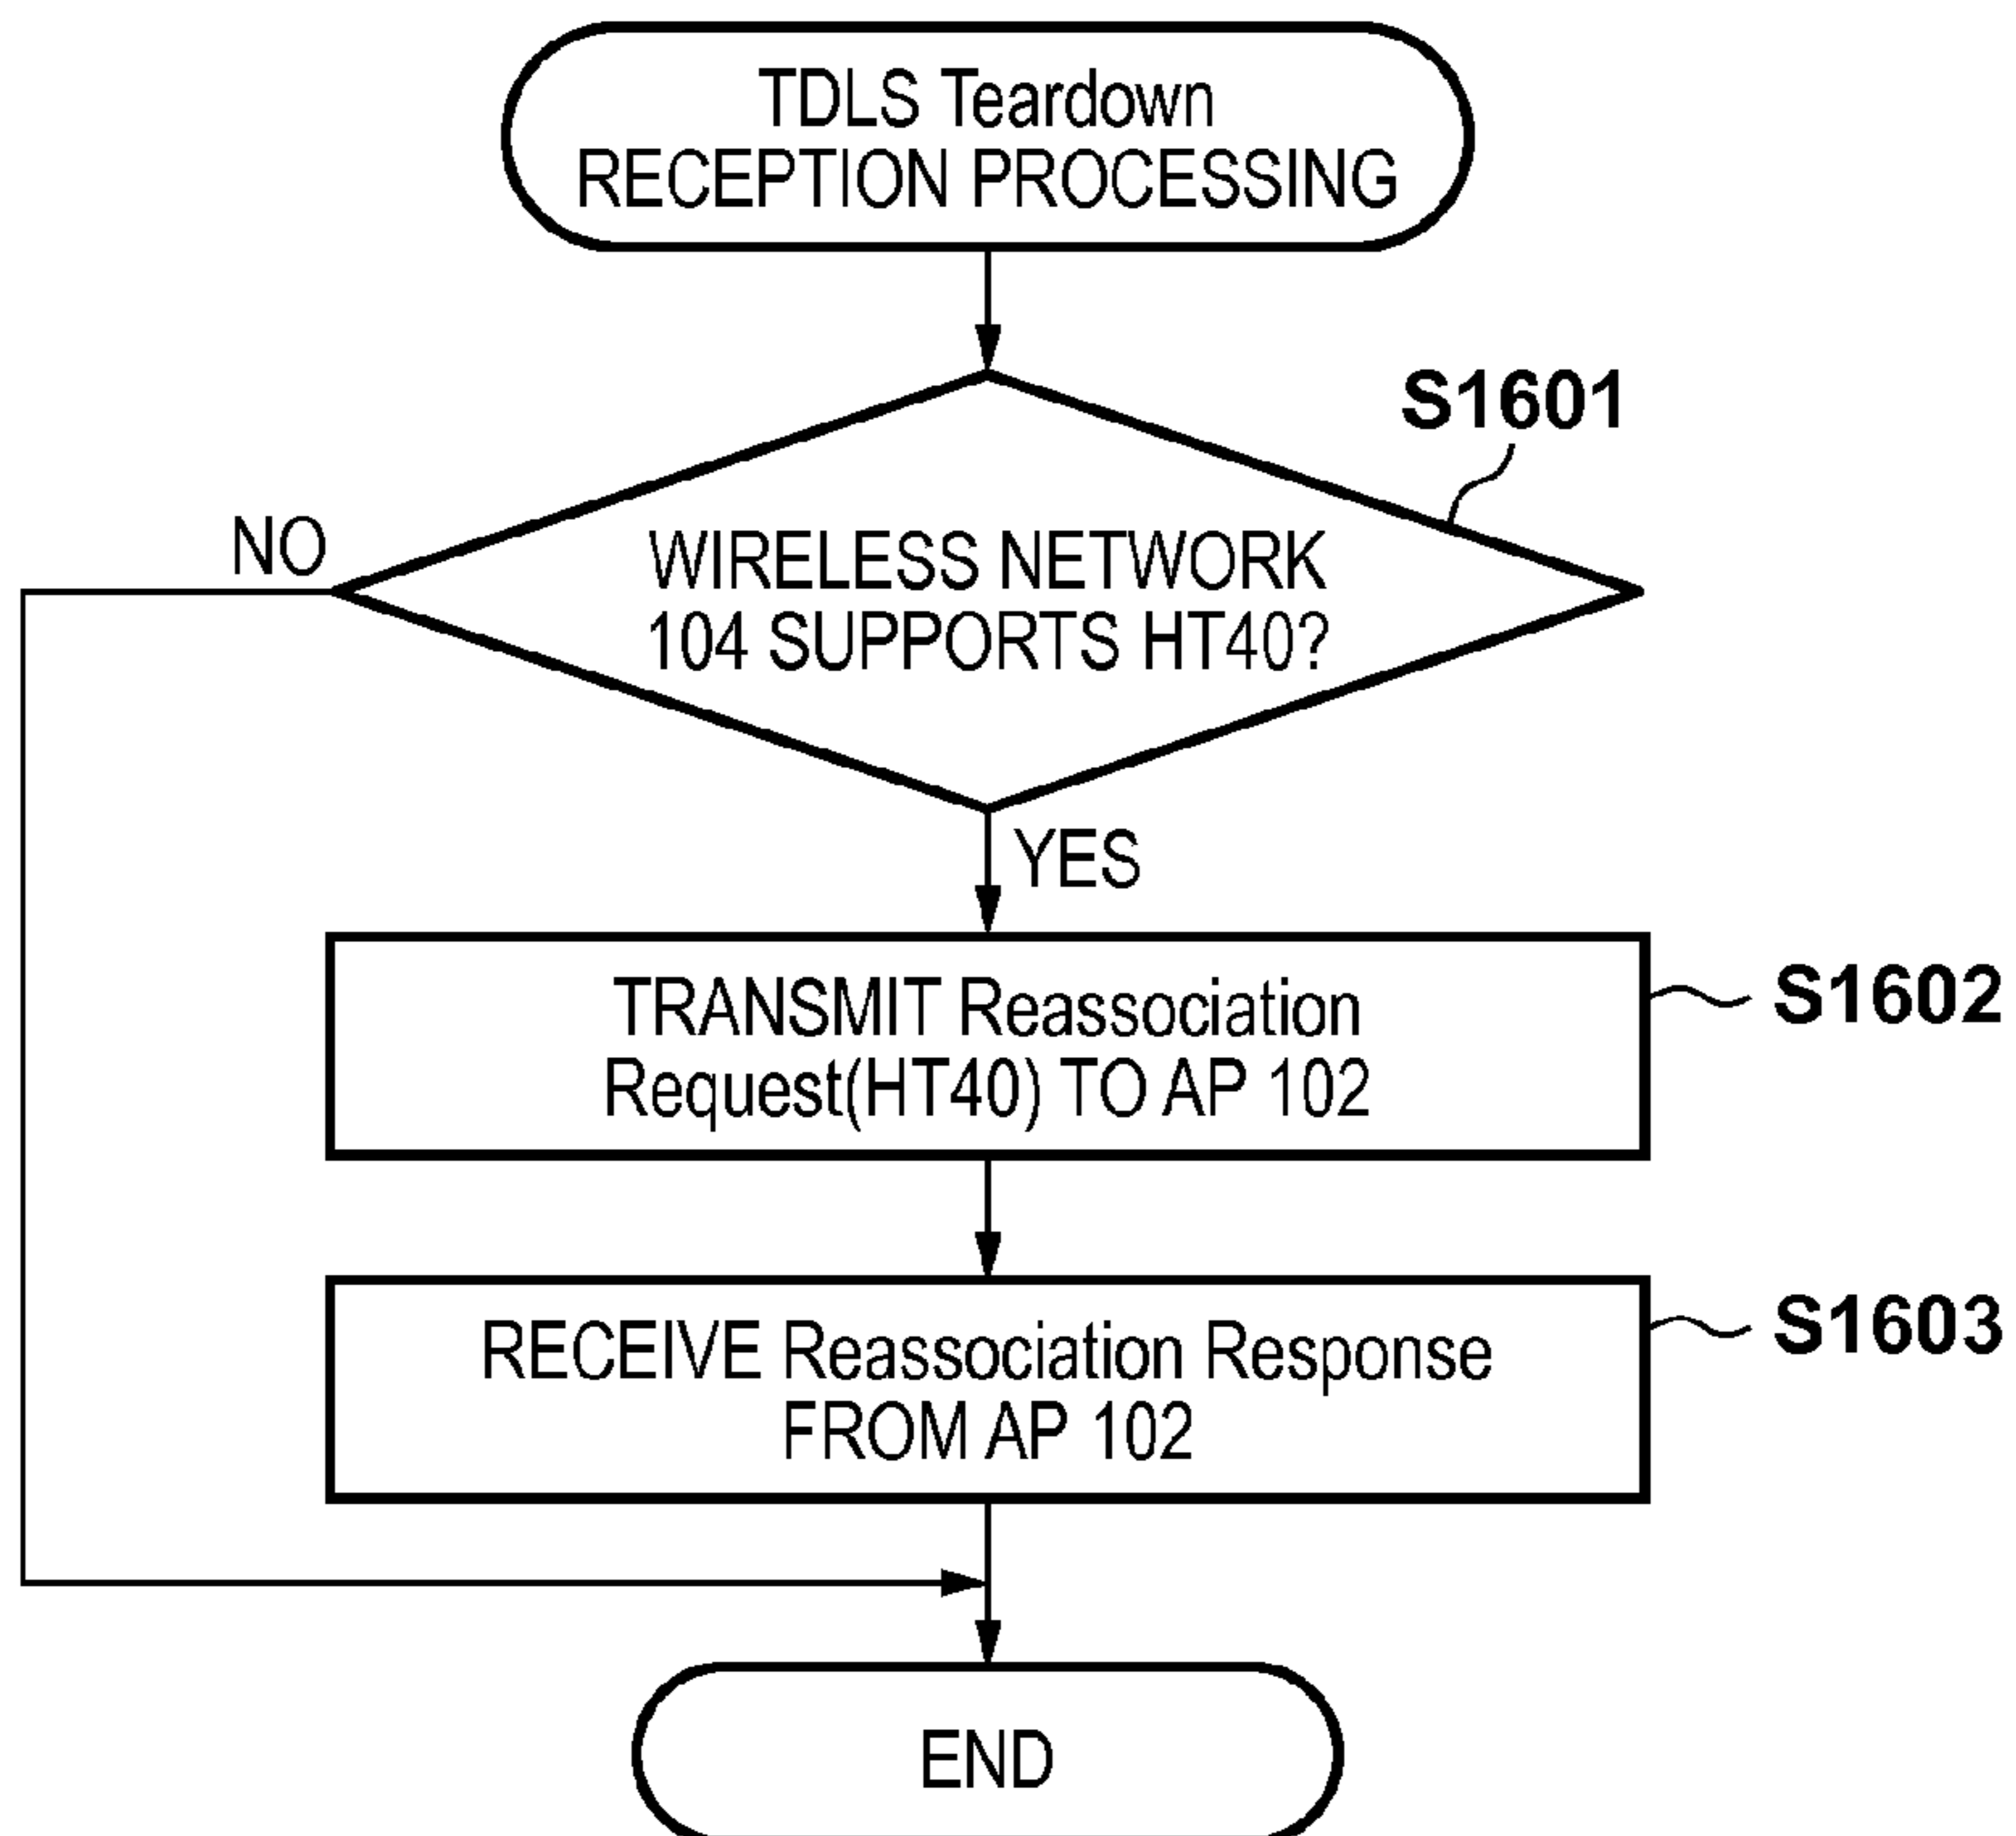 TDLS Teardown
RECEPTION PROCESSING
S1601
NO
WIRELESS NETWORK
104 SUPPORTS HT40?
YES
TRANSMIT Reassociation
Request(HT40) TO AP 102
S1602
RECEIVE Reassociation Response
FROM AP 102
S1603
END